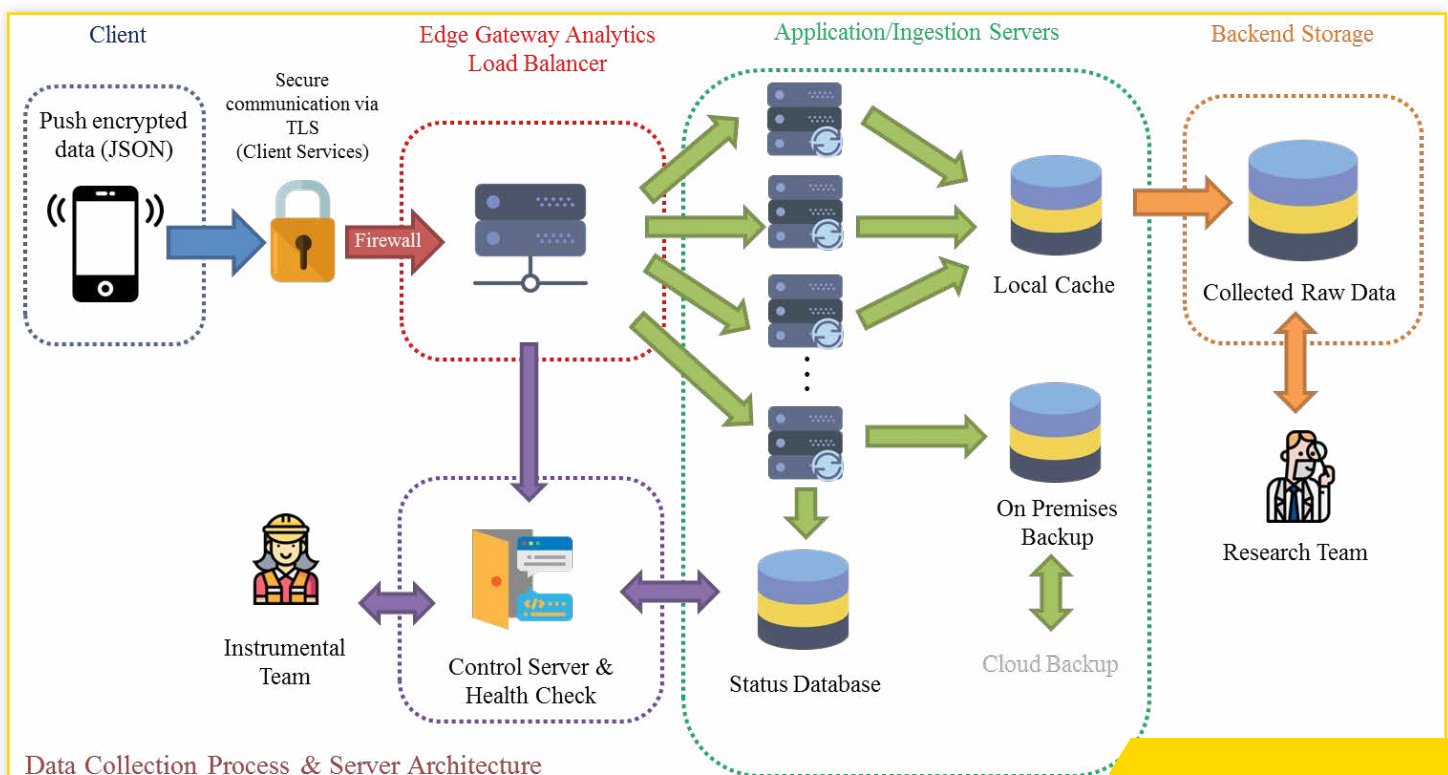 Client
Edge Gateway Analytics
Load Balancer
Application/Ingestion Servers
Backend Storage
Push encrypted
data (JSON)
Secure
communication via
TLS
(Client Services)
Firewall
Local Cache
Collected Raw Data
On Premises
Backup
Research Team
Instrumental
Team
Control Server &
Health Check
Status Database
Cloud Backup
Data Collection Process & Server Architecture